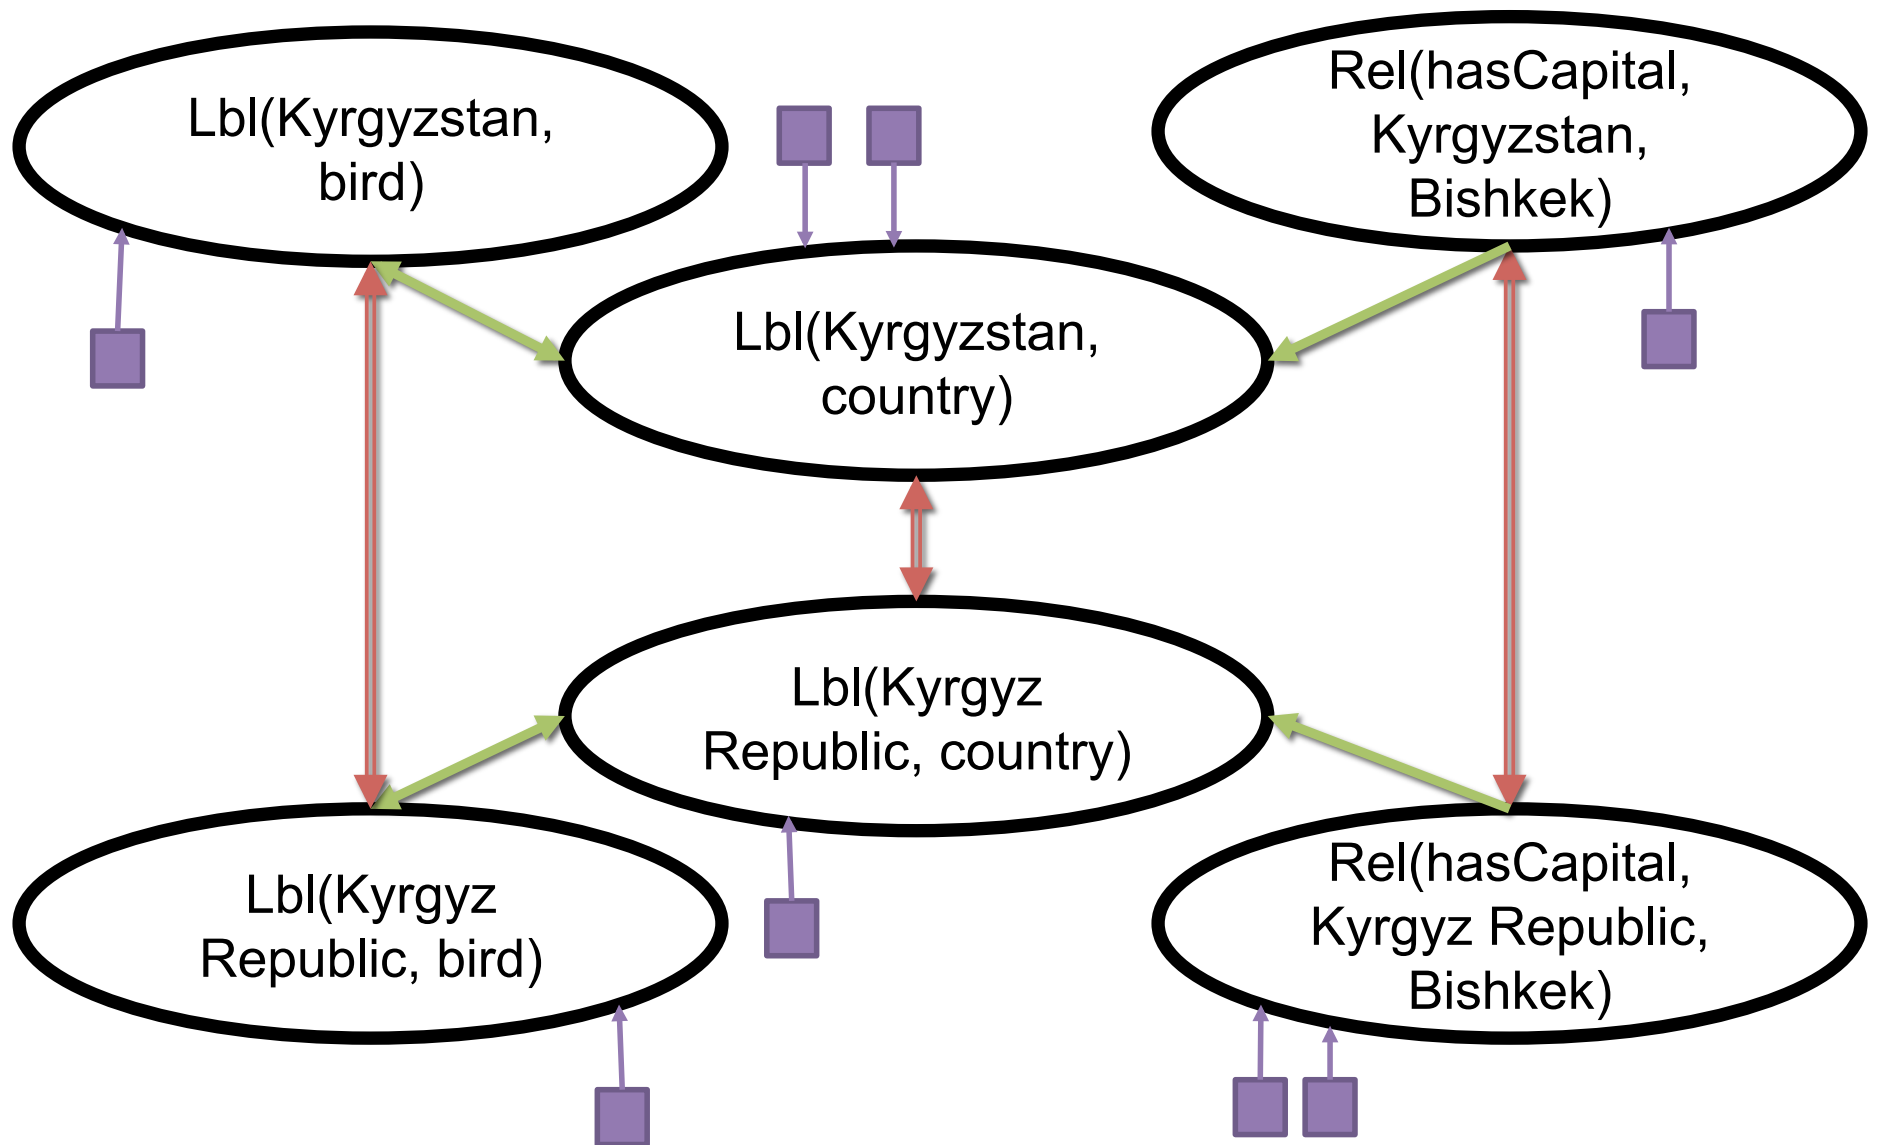 Lbl(Kyrgyzstan,
bird)
Rel(hasCapital,
Kyrgyzstan,
Bishkek)
Lbl(Kyrgyzstan,
country)
Lbl(Kyrgyz
Republic, country)
Lbl(Kyrgyz
Republic, bird)
Rel(hasCapital,
Kyrgyz Republic,
Bishkek)